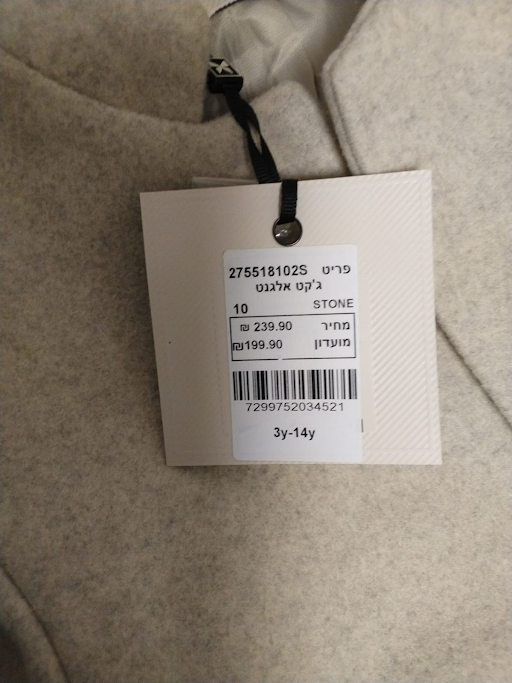 פריט 275518102S
ג'קט אלגנט
10 STONE
מחיר 239.90 ₪
מועדון 199.90₪
7299752034521
3y-14y